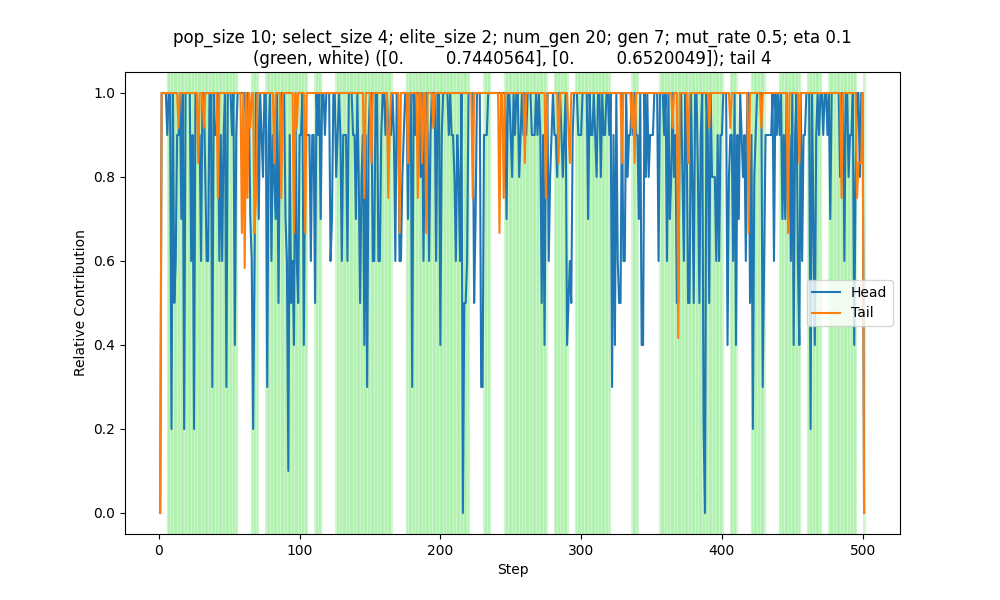 pop_size 10; select_size 4; elite_size 2; num_gen 20; gen 7; mut_rate 0.5; eta 0.1
(green, white) ([0.        0.7440564], [0.        0.6520049]); tail 4
1.0
0.8
0.6
0.4
0.2
0.0
Relative Contribution
Head
Tail
0
100
200
300
400
500
Step